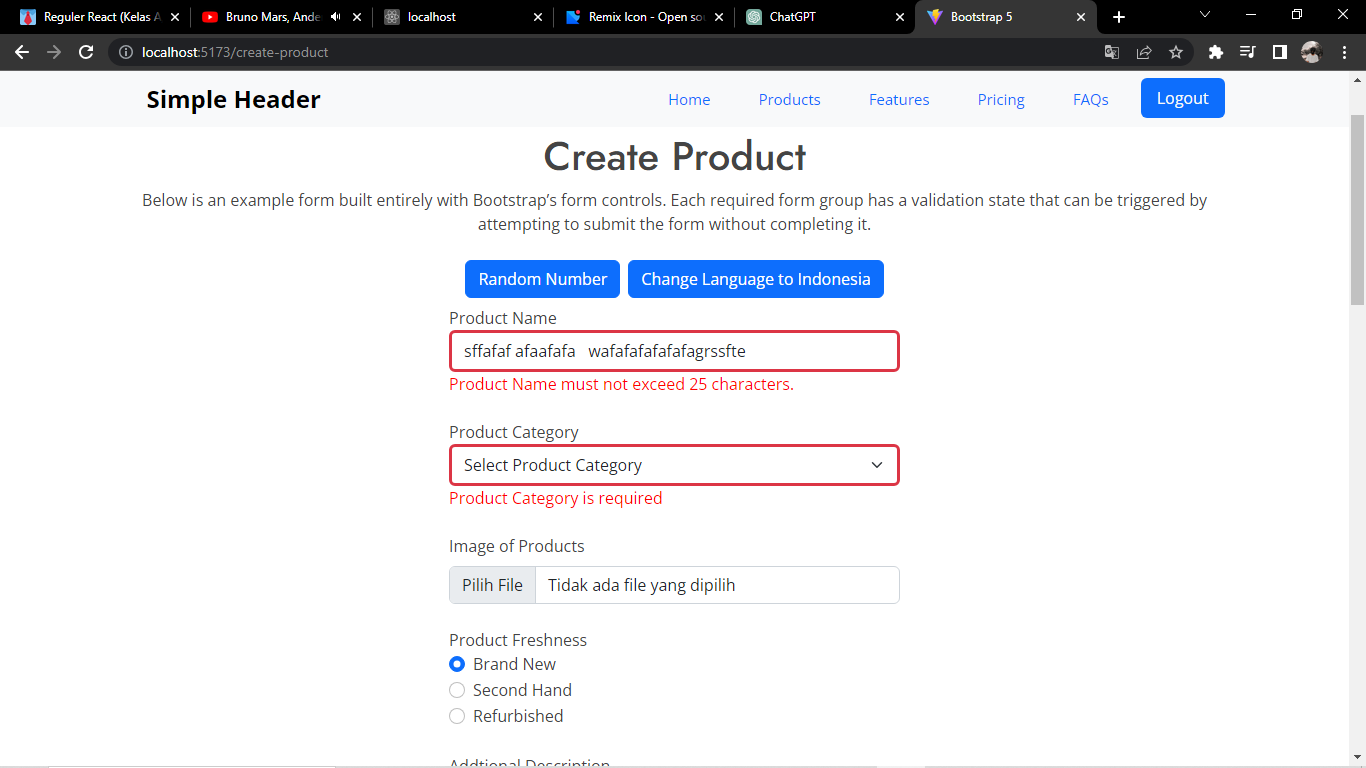 Reguler React (Kelas A
Bruno Mars, Ande
localhost
Remix Icon - Open sou
ChatGPT
Bootstrap 5
localhost:5173/create-product
Simple Header
Home
Products
Features
Pricing
FAQs
Logout
Create Product
Below is an example form built entirely with Bootstrap’s form controls. Each required form group has a validation state that can be triggered by
attempting to submit the form without completing it.
Random Number
Change Language to Indonesia
Product Name
sffafaf afaafafa   wafafafafafafagrssfte
Product Name must not exceed 25 characters.
Product Category
Select Product Category
Product Category is required
Image of Products
Pilih File
Tidak ada file yang dipilih
Product Freshness
Brand New
Second Hand
Refurbished
Addtional Description